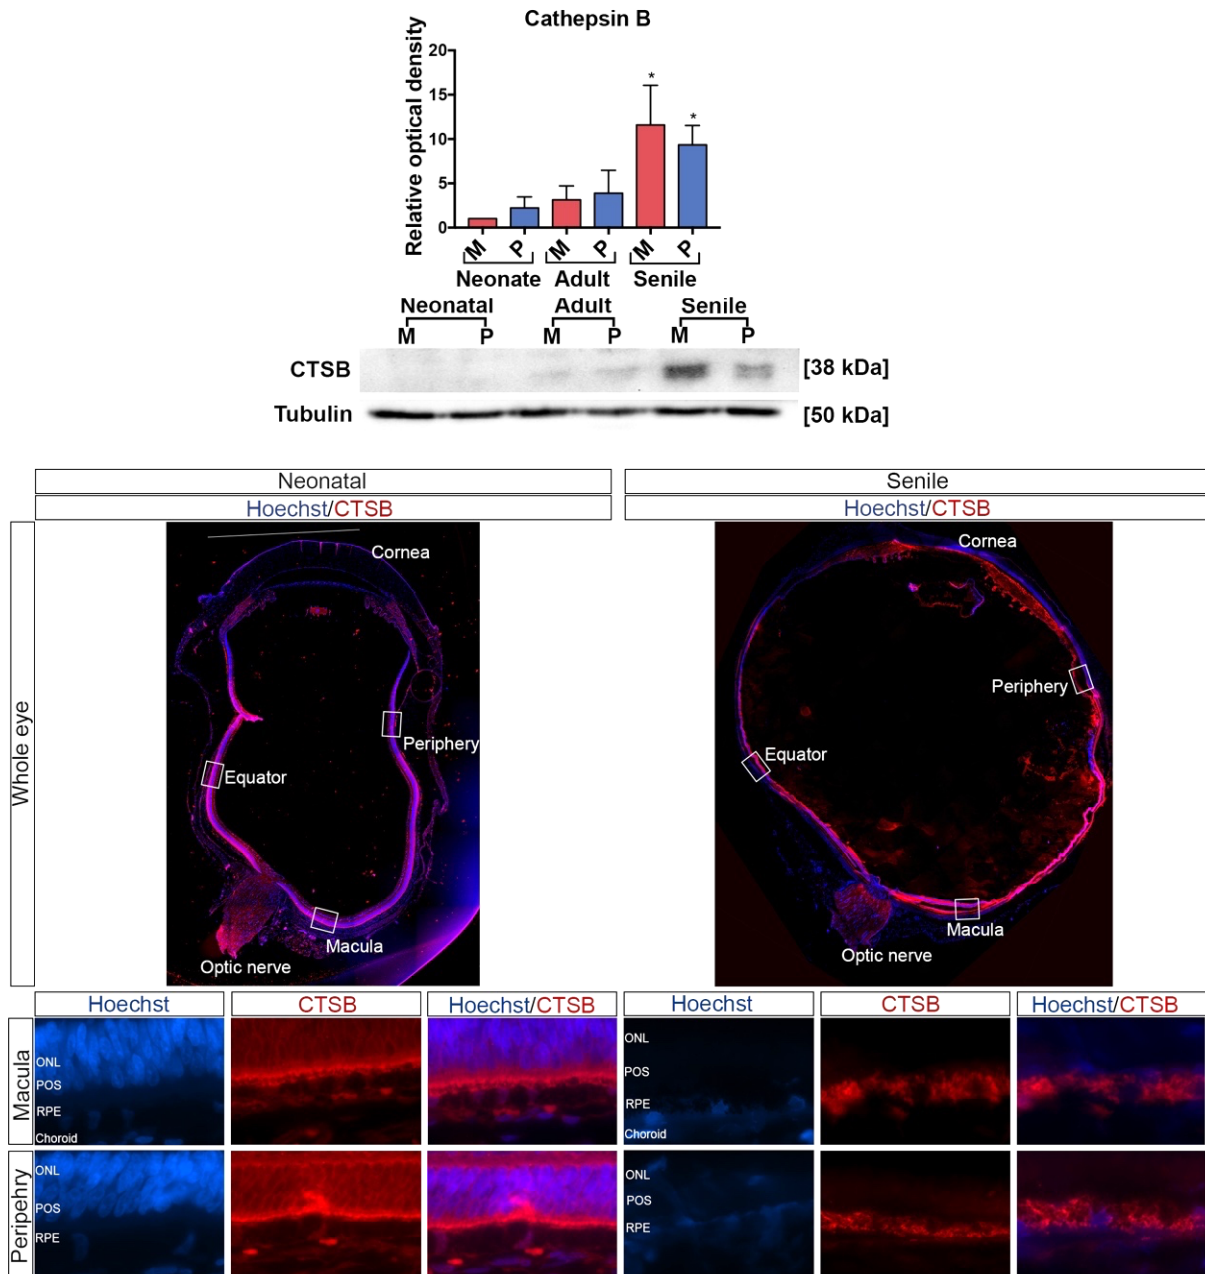 Cathepsin B
Relative optical density
20
15
10
5
0
*
*
M P M P M P
Neonate Adult Senile
Neonatal Adult Senile
M P M P M P
CTSB [38 kDa]
Tubulin [50 kDa]
Neonatal Senile
Hoechst/CTSB Hoechst/CTSB
Whole eye
Cornea
Periphery
Equator
Macula
Optic nerve
Cornea
Periphery
Equator
Macula
Optic nerve
Hoechst CTSB Hoechst/CTSB Hoechst CTSB Hoechst/CTSB
Macula
ONL
POS
RPE
Choroid
ONL
POS
RPE
Choroid
Peripehry
ONL
POS
RPE
ONL
POS
RPE